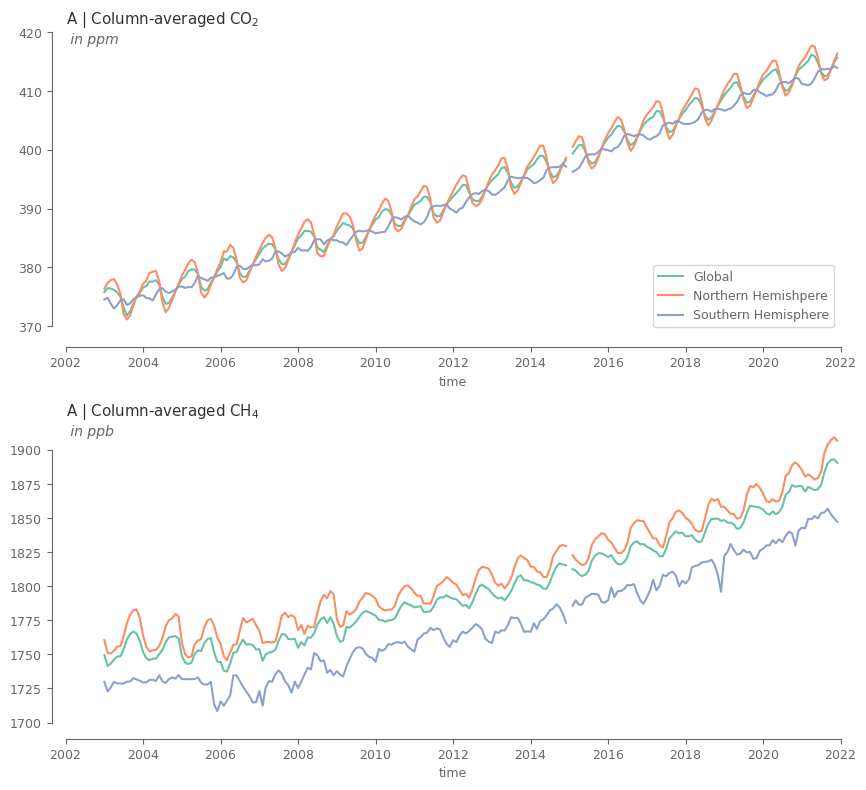 A | Column-averaged CO₂
in ppm
420
410
400
390
380
370
Global
Northern Hemishpere
Southern Hemisphere
2002 2004 2006 2008 2010 2012 2014 2016 2018 2020 2022
time
A | Column-averaged CH₄
in ppb
1900
1875
1850
1825
1800
1775
1750
1725
1700
2002 2004 2006 2008 2010 2012 2014 2016 2018 2020 2022
time